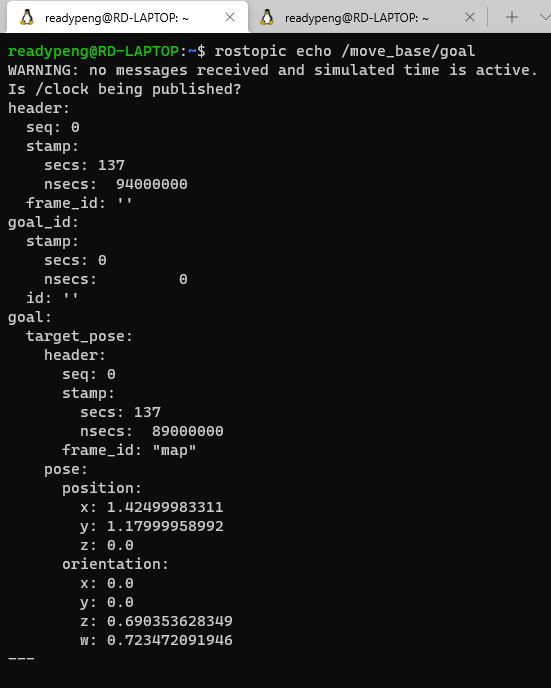 readypeng@RD-LAPTOP: ~
readypeng@RD-LAPTOP: ~
readypeng@RD-LAPTOP:~$ rostopic echo /move_base/goal
WARNING: no messages received and simulated time is active.
Is /clock being published?
header:
  seq: 0
  stamp:
    secs: 137
    nsecs:  94000000
  frame_id: ''
goal_id:
  stamp:
    secs: 0
    nsecs:         0
  id: ''
goal:
  target_pose:
    header:
      seq: 0
      stamp:
        secs: 137
        nsecs:  89000000
      frame_id: "map"
    pose:
      position:
        x: 1.42499983311
        y: 1.17999958992
        z: 0.0
      orientation:
        x: 0.0
        y: 0.0
        z: 0.690353628349
        w: 0.723472091946
---